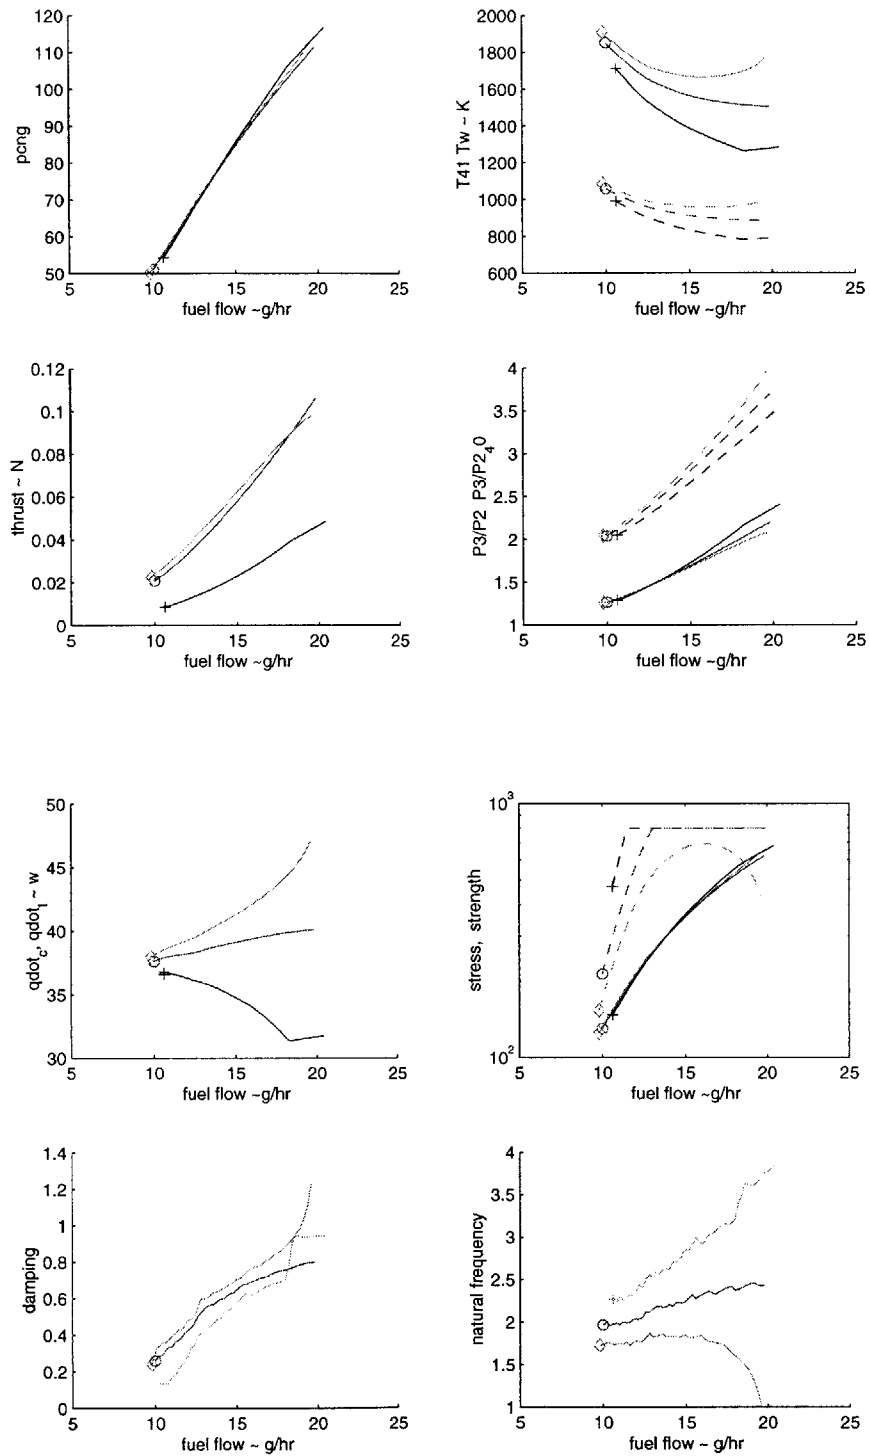 120
110
100
90
80
70
60
50
pcng
5 10 15 20 25
fuel flow ~g/hr
2000
1800
1600
1400
1200
1000
800
600
T41 Tw ~ K
5 10 15 20 25
fuel flow ~g/hr
0.12
0.1
0.08
0.06
0.04
0.02
0
thrust ~ N
5 10 15 20 25
fuel flow ~g/hr
4
3.5
3
2.5
2
1.5
1
P3/P2 P3/P2_40
5 10 15 20 25
fuel flow ~g/hr
50
45
40
35
30
qdot_c, qdot_l ~ w
5 10 15 20 25
fuel flow ~g/hr
10^3
10^2
stress, strength
5 10 15 20 25
fuel flow ~g/hr
1.4
1.2
1
0.8
0.6
0.4
0.2
0
damping
5 10 15 20 25
fuel flow ~ g/hr
4
3.5
3
2.5
2
1.5
1
natural frequency
5 10 15 20 25
fuel flow ~ g/hr